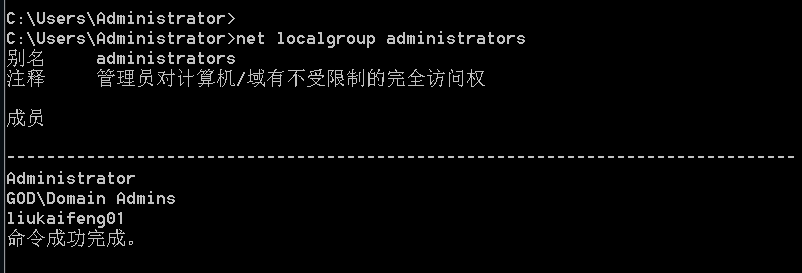 C:\Users\Administrator>
C:\Users\Administrator>net localgroup administrators
别名     administrators
注释     管理员对计算机/域有不受限制的完全访问权
成员
-------------------------------------------------------------------------------
Administrator
GOD\Domain Admins
liukaifeng01
命令成功完成。